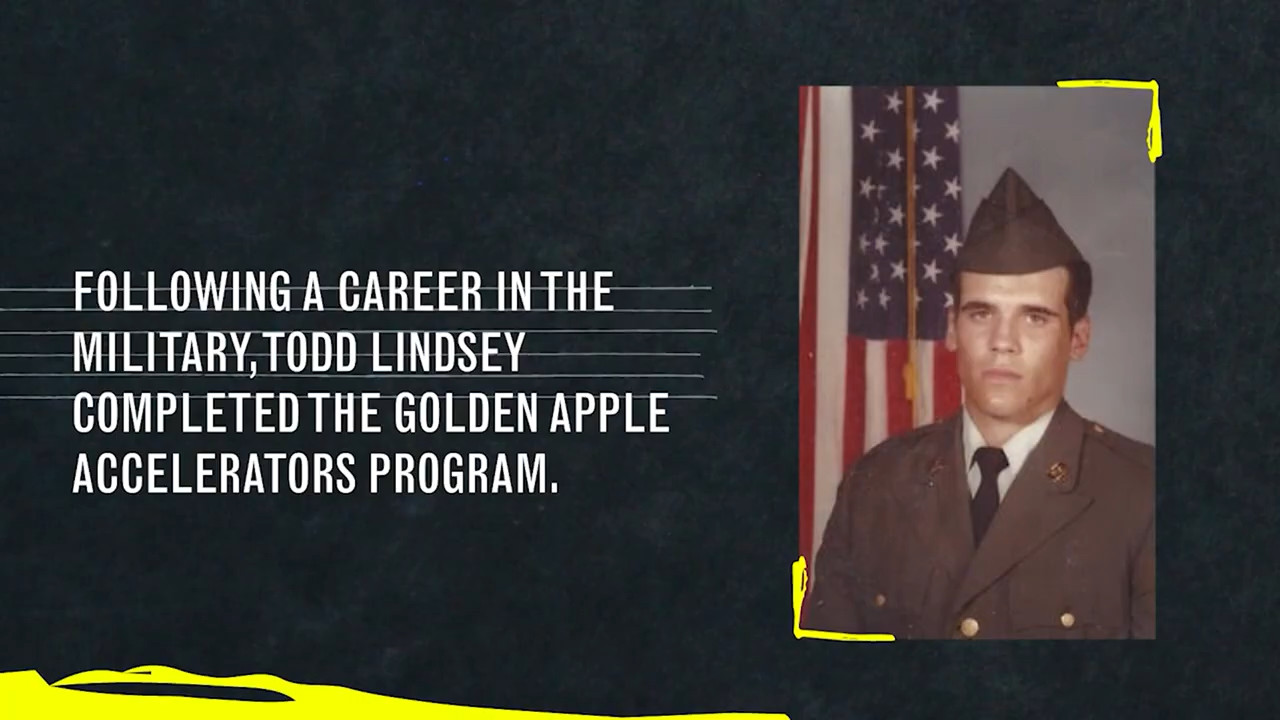 FOLLOWING A CAREER IN THE
MILITARY, TODD LINDSEY
COMPLETED THE GOLDEN APPLE
ACCELERATORS PROGRAM.